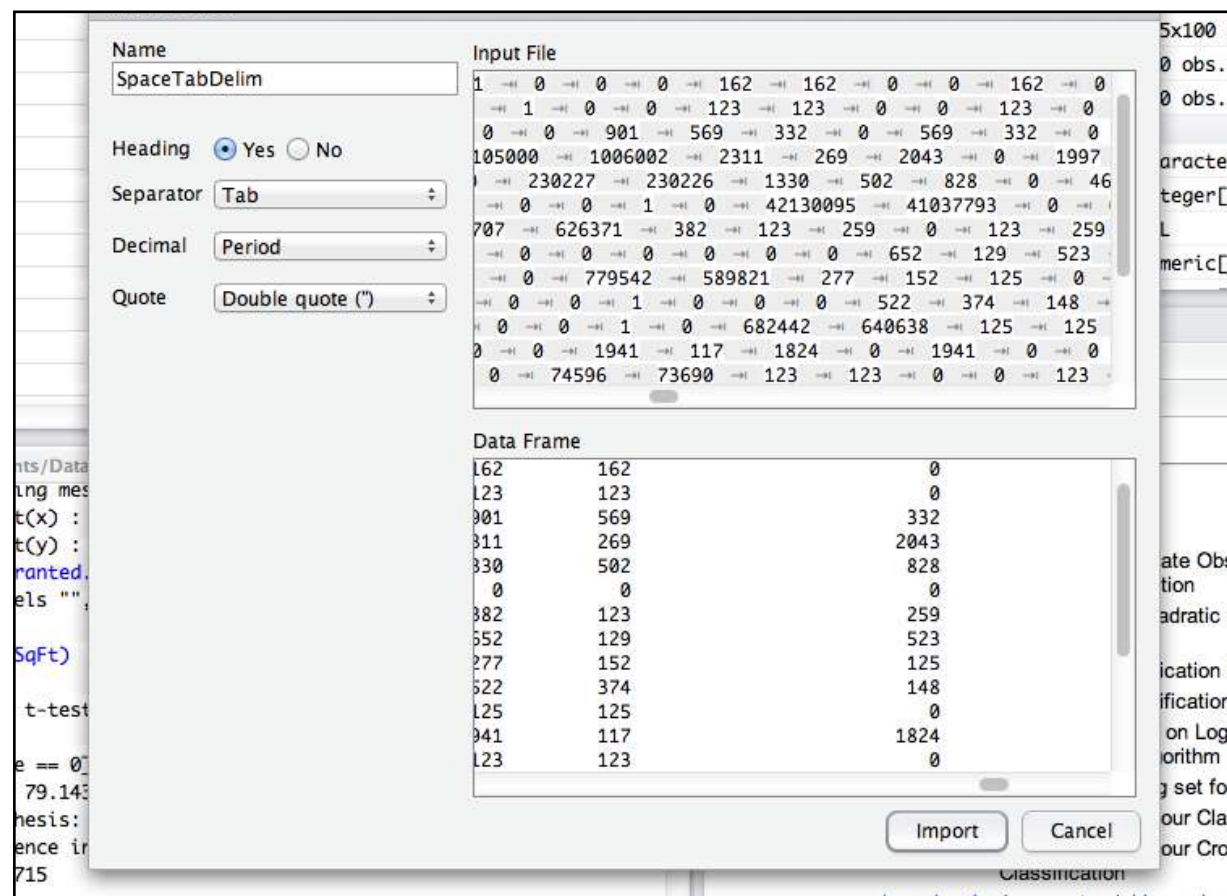 Name
SpaceTabDelim
Heading Yes No
Separator Tab
Decimal Period
Quote Double quote (")
Input File
1 ⇥ 0 ⇥ 0 ⇥ 0 ⇥ 162 ⇥ 162 ⇥ 0 ⇥ 0 ⇥ 162 ⇥ 0
⇥ 1 ⇥ 0 ⇥ 0 ⇥ 123 ⇥ 123 ⇥ 0 ⇥ 0 ⇥ 123 ⇥ 0
0 ⇥ 0 ⇥ 901 ⇥ 569 ⇥ 332 ⇥ 0 ⇥ 569 ⇥ 332 ⇥ 0
105000 ⇥ 1006002 ⇥ 2311 ⇥ 269 ⇥ 2043 ⇥ 0 ⇥ 1997
⇥ 230227 ⇥ 230226 ⇥ 1330 ⇥ 502 ⇥ 828 ⇥ 0 ⇥ 46
⇥ 0 ⇥ 0 ⇥ 1 ⇥ 0 ⇥ 42130095 ⇥ 41037793 ⇥ 0 ⇥
707 ⇥ 626371 ⇥ 382 ⇥ 123 ⇥ 259 ⇥ 0 ⇥ 123 ⇥ 259
⇥ 0 ⇥ 0 ⇥ 0 ⇥ 0 ⇥ 0 ⇥ 0 ⇥ 652 ⇥ 129 ⇥ 523
⇥ 0 ⇥ 779542 ⇥ 589821 ⇥ 277 ⇥ 152 ⇥ 125 ⇥ 0
⇥ 0 ⇥ 0 ⇥ 1 ⇥ 0 ⇥ 0 ⇥ 0 ⇥ 522 ⇥ 374 ⇥ 148 ⇥
0 ⇥ 0 ⇥ 1 ⇥ 0 ⇥ 682442 ⇥ 640638 ⇥ 125 ⇥ 125
0 ⇥ 0 ⇥ 1941 ⇥ 117 ⇥ 1824 ⇥ 0 ⇥ 1941 ⇥ 0 ⇥ 0
0 ⇥ 74596 ⇥ 73690 ⇥ 123 ⇥ 123 ⇥ 0 ⇥ 0 ⇥ 123
Data Frame
162 162 0
123 123 0
901 569 332
311 269 2043
330 502 828
0 0 0
382 123 259
652 129 523
277 152 125
522 374 148
125 125 0
941 117 1824
123 123 0
Import Cancel
nts/Data
ing mes
t(x) :
t(y) :
ranted.
els "",
SqFt)
t-test
e == 0]
79.143
hesis:
ence in
715
5x100
0 obs.
0 obs.
aracte
teger[
L
meric[
ate Obs
tion
adratic
ication
ification
on Log
orithm
g set fo
our Cla
our Cro
Classification